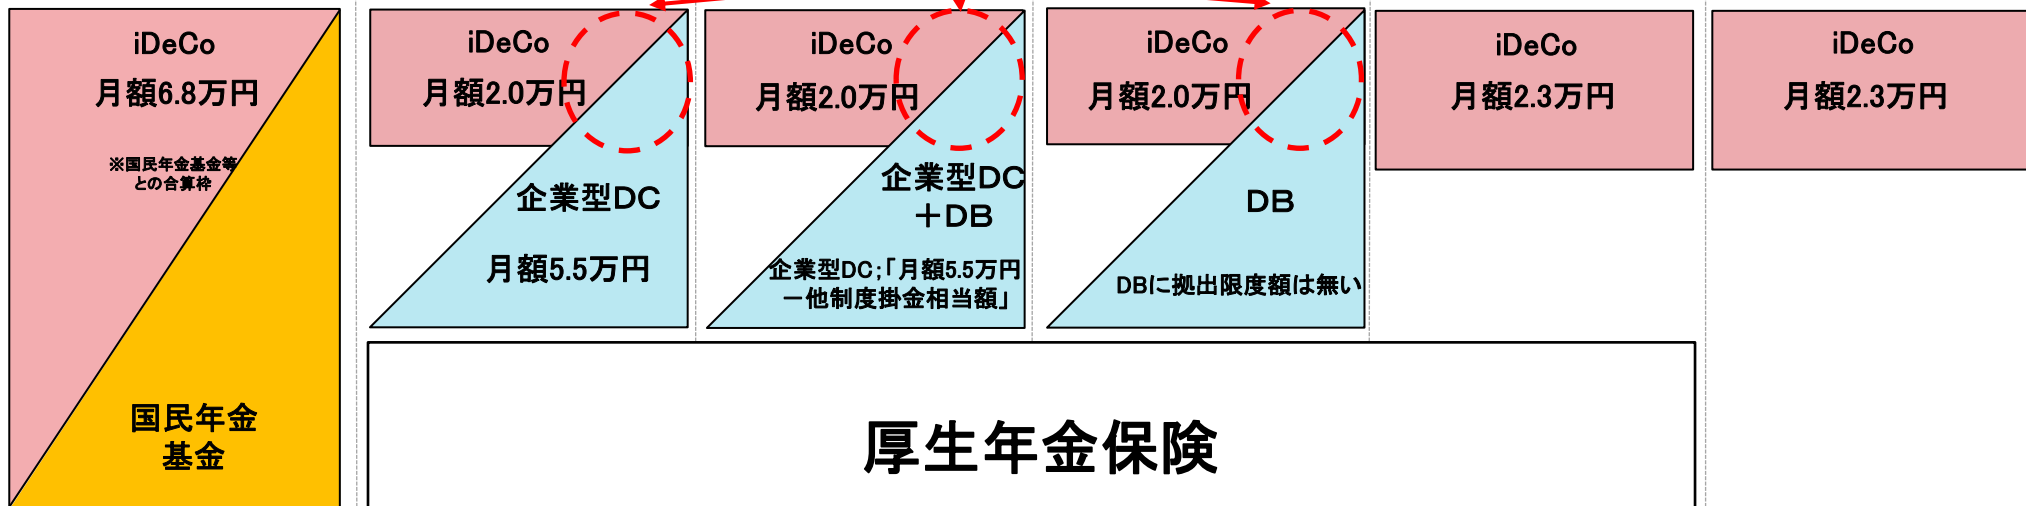 iDeCo
月額6.8万円
※国民年金基金等
との合算枠
国民年金
基金
iDeCo
月額2.0万円
企業型DC
月額5.5万円
iDeCo
月額2.0万円
企業型DC
＋DB
企業型DC；「月額5.5万円
－他制度掛金相当額」
iDeCo
月額2.0万円
DB
DBに拠出限度額は無い
iDeCo
月額2.3万円
iDeCo
月額2.3万円
厚生年金保険